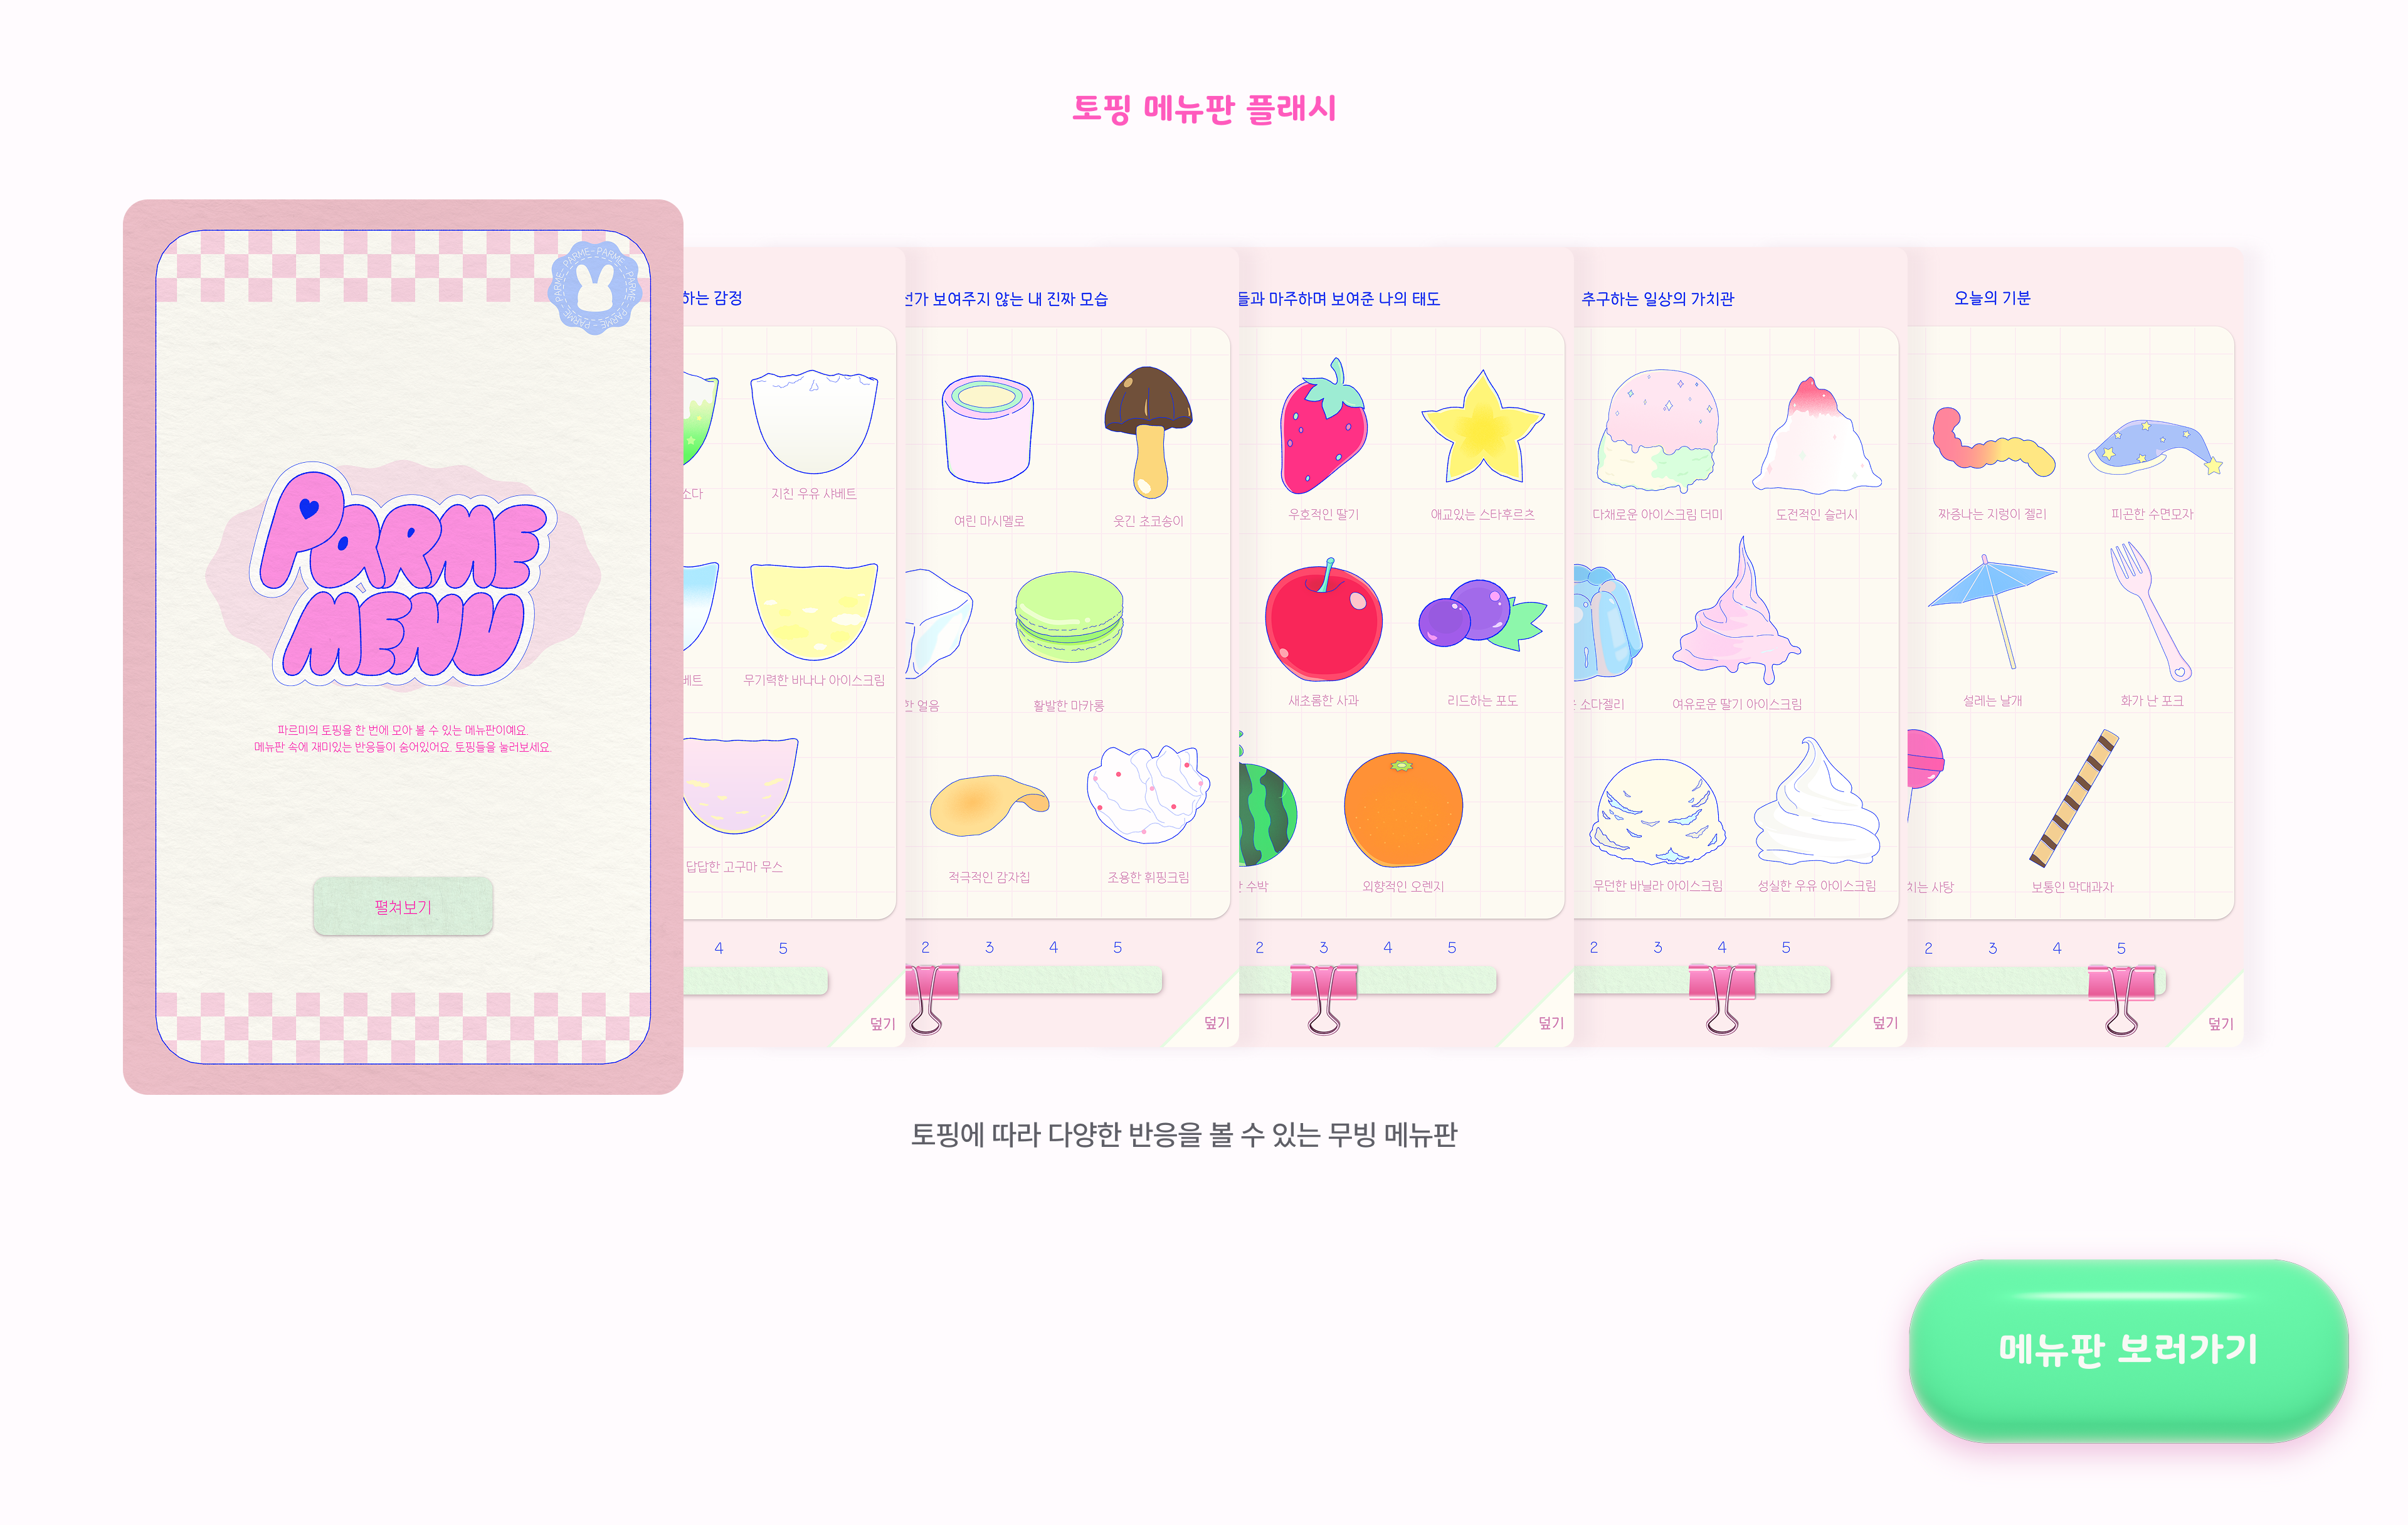 토핑 메뉴판 플래시
PARME
MENU
PARME-PARME-PARME-PARME-PARME-PARME-
파르미의 토핑을 한 번에 모아 볼 수 있는 메뉴판이예요.
메뉴판 속에 재미있는 반응들이 숨어있어요. 토핑들을 눌러보세요.
펼쳐보기
하는 감정
소다
지친 우유 샤베트
베트
무기력한 바나나 아이스크림
답답한 고구마 무스
4 5
덮기
보여주지 않는 내 진짜 모습
여린 마시멜로
웃긴 초코송이
한 얼음
활발한 마카롱
적극적인 감자칩
조용한 휘핑크림
2 3 4 5
덮기
들과 마주하며 보여준 나의 태도
우호적인 딸기
애교있는 스타후르츠
새초롬한 사과
리드하는 포도
수박
외향적인 오렌지
2 3 4 5
덮기
추구하는 일상의 가치관
다채로운 아이스크림 더미
도전적인 슬러시
소다젤리
여유로운 딸기 아이스크림
무던한 바닐라 아이스크림
성실한 우유 아이스크림
2 3 4 5
덮기
오늘의 기분
짜증나는 지렁이 젤리
피곤한 수면모자
설레는 날개
화가 난 포크
치는 사탕
보통인 막대과자
2 3 4 5
덮기
토핑에 따라 다양한 반응을 볼 수 있는 무빙 메뉴판
메뉴판 보러가기